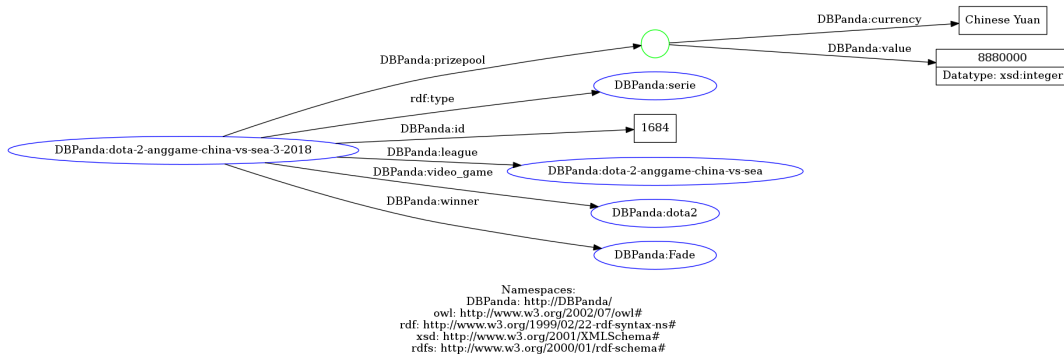 DBPanda:currency
Chinese Yuan
DBPanda:value
8880000
Datatype: xsd:integer
DBPanda:prizepool
rdf:type
DBPanda:serie
DBPanda:id
1684
DBPanda:dota-2-anggame-china-vs-sea-3-2018
DBPanda:league
DBPanda:dota-2-anggame-china-vs-sea
DBPanda:video_game
DBPanda:dota2
DBPanda:winner
DBPanda:Fade
Namespaces:
DBPanda: http://DBPanda/
owl: http://www.w3.org/2002/07/owl#
rdf: http://www.w3.org/1999/02/22-rdf-syntax-ns#
xsd: http://www.w3.org/2001/XMLSchema#
rdfs: http://www.w3.org/2000/01/rdf-schema#